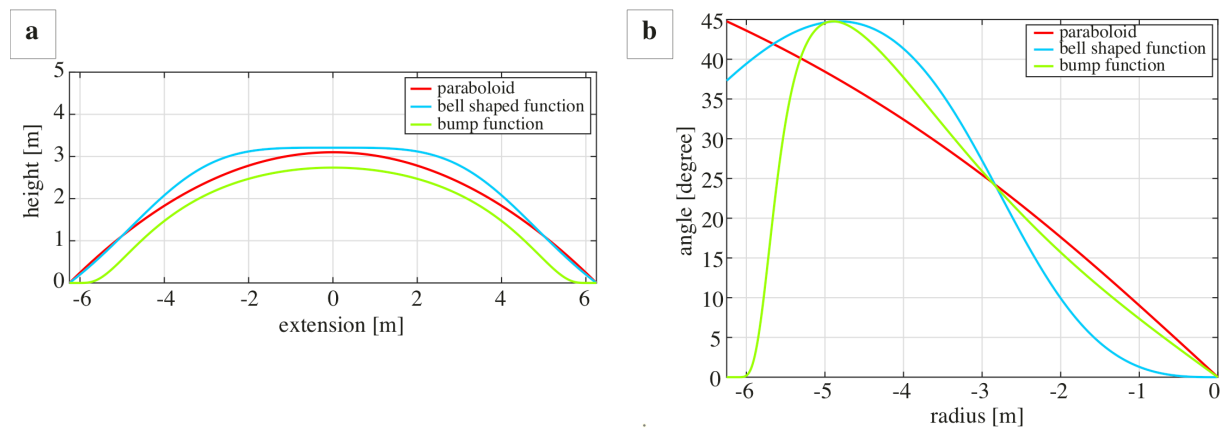 a
5
4
3
2
1
0
height [m]
paraboloid
bell shaped function
bump function
-6
-4
-2
0
2
4
6
extension [m]
b
45
40
35
30
25
20
15
10
5
0
angle [degree]
paraboloid
bell shaped function
bump function
-6
-5
-4
-3
-2
-1
0
radius [m]